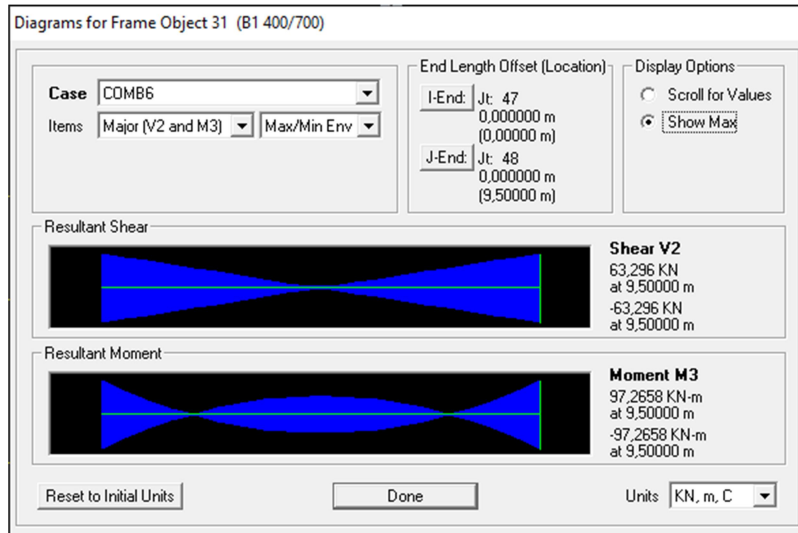 Diagrams for Frame Object 31 (B1 400/700)
Case COMB6
Items Major (V2 and M3) Max/Min Env
End Length Offset (Location)
I-End: Jt: 47
0,000000 m
(0,00000 m)
J-End: Jt: 48
0,000000 m
(9,50000 m)
Display Options
Scroll for Values
Show Max
Resultant Shear
Shear V2
63,296 KN
at 9,50000 m
-63,296 KN
at 9,50000 m
Resultant Moment
Moment M3
97,2658 KN-m
at 9,50000 m
-97,2658 KN-m
at 9,50000 m
Reset to Initial Units
Done
Units KN, m, C